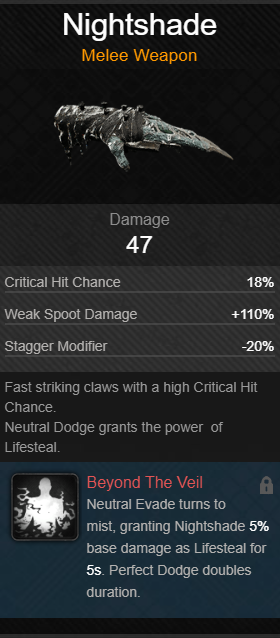 Nightshade
Melee Weapon
Damage
47
Critical Hit Chance 18%
Weak Spoot Damage +110%
Stagger Modifier -20%
Fast striking claws with a high Critical Hit
Chance.
Neutral Dodge grants the power of
Lifesteal.
Beyond The Veil
Neutral Evade turns to
mist, granting Nightshade 5%
base damage as Lifesteal for
5s. Perfect Dodge doubles
duration.